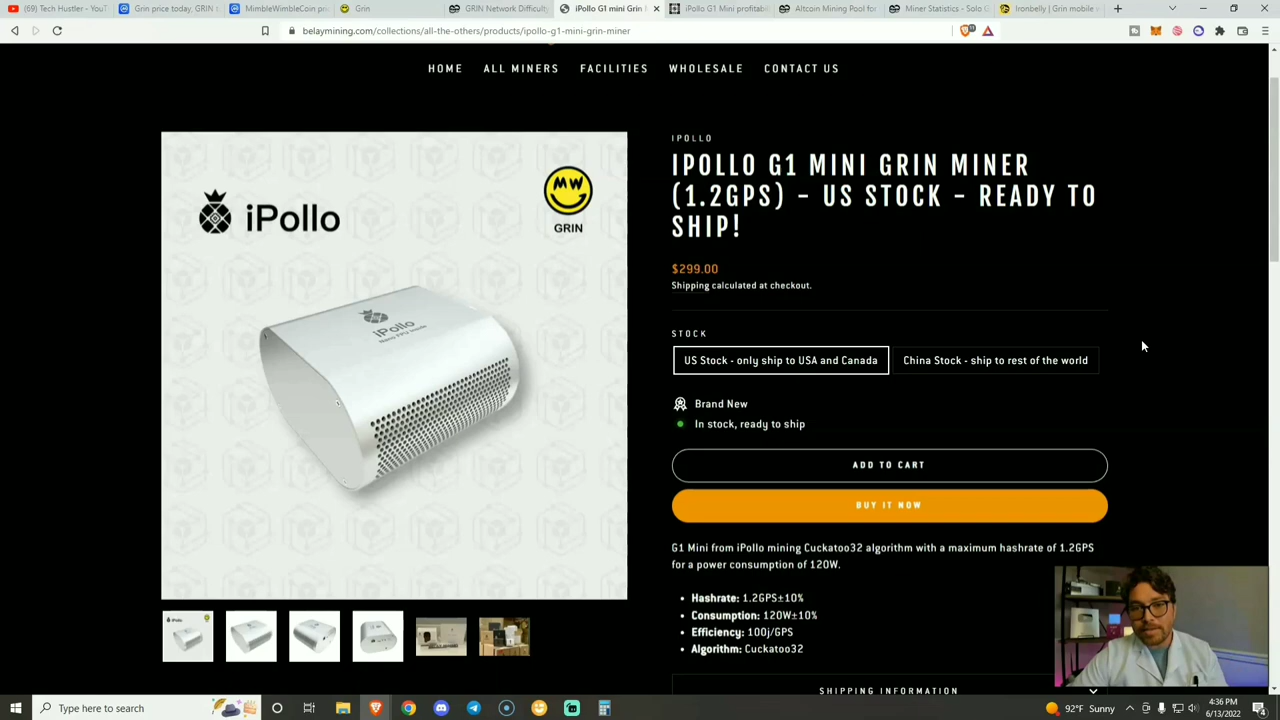 (69) Tech Hustler - YouT
Grin price today, GRIN t
MimbleWimbleCoin pri
Grin
GRIN Network Difficulty
iPollo G1 mini Grin M
iPollo G1 Mini profitabi
Altcoin Mining Pool for
Miner Statistics - Solo G
Ironbelly | Grin mobile w
belaymining.com/collections/all-the-others/products/ipollo-g1-mini-grin-miner
HOME ALL MINERS FACILITIES WHOLESALE CONTACT US
iPollo
MW
GRIN
iPollo
IPOLLO
IPOLLO G1 MINI GRIN MINER
(1.2GPS) - US STOCK - READY TO
SHIP!
$299.00
Shipping calculated at checkout.
STOCK
US Stock - only ship to USA and Canada
China Stock - ship to rest of the world
Brand New
In stock, ready to ship
ADD TO CART
BUY IT NOW
G1 Mini from iPollo mining Cuckatoo32 algorithm with a maximum hashrate of 1.2GPS
for a power consumption of 120W.
Hashrate: 1.2GPS±10%
Consumption: 120W±10%
Efficiency: 100j/GPS
Algorithm: Cuckatoo32
SHIPPING INFORMATION
Type here to search
92°F Sunny
4:36 PM
6/13/2022